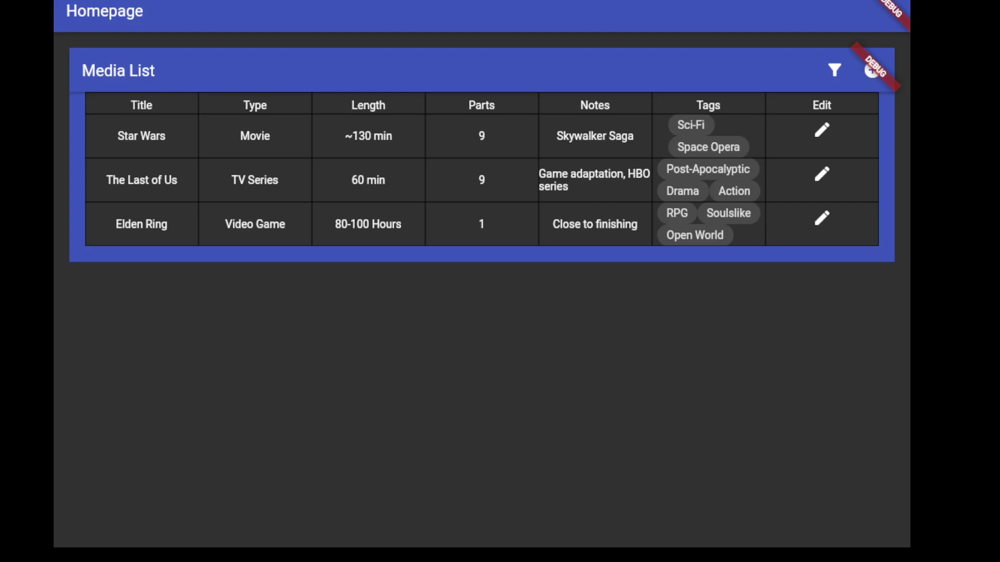 Homepage
DEBUG
Media List
DEBUG
Title Type Length Parts Notes Tags Edit
Star Wars Movie ~130 min 9 Skywalker Saga Sci-Fi
Space Opera
The Last of Us TV Series 60 min 9 Game adaptation, HBO Post-Apocalyptic
series Drama Action
Elden Ring Video Game 80-100 Hours 1 Close to finishing RPG Soulslike
Open World